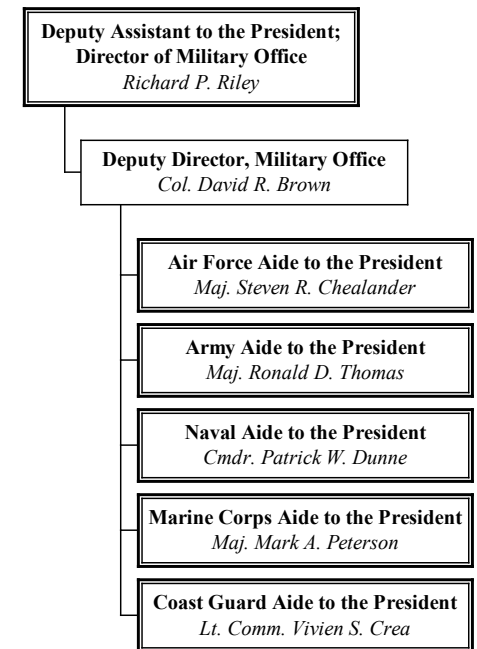 Deputy Assistant to the President;
Director of Military Office
Richard P. Riley
Deputy Director, Military Office
Col. David R. Brown
Air Force Aide to the President
Maj. Steven R. Chealander
Army Aide to the President
Maj. Ronald D. Thomas
Naval Aide to the President
Cmdr. Patrick W. Dunne
Marine Corps Aide to the President
Maj. Mark A. Peterson
Coast Guard Aide to the President
Lt. Comm. Vivien S. Crea